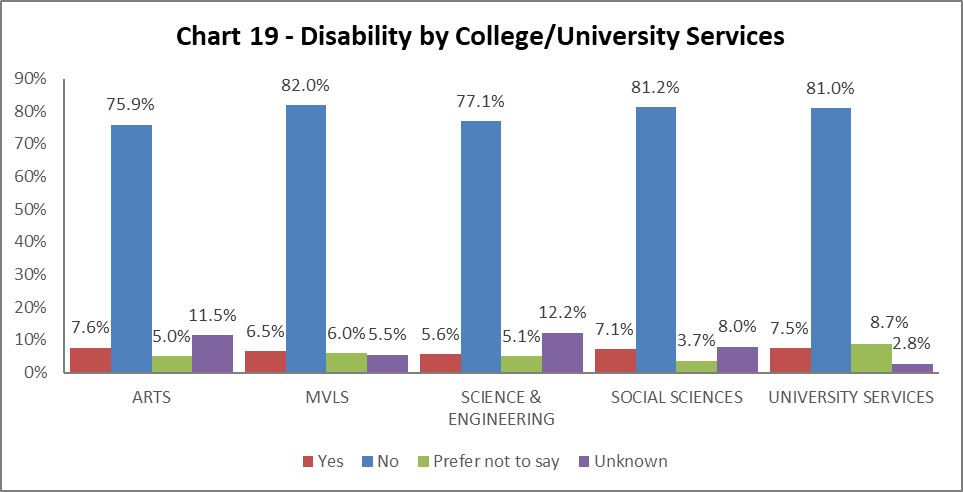 Chart 19 - Disability by College/University Services
90%
80%
70%
60%
50%
40%
30%
20%
10%
0%
7.6%
75.9%
5.0%
11.5%
6.5%
82.0%
6.0%
5.5%
5.6%
77.1%
5.1%
12.2%
7.1%
81.2%
3.7%
8.0%
7.5%
81.0%
8.7%
2.8%
ARTS
MVLS
SCIENCE &
ENGINEERING
SOCIAL SCIENCES
UNIVERSITY SERVICES
Yes
No
Prefer not to say
Unknown